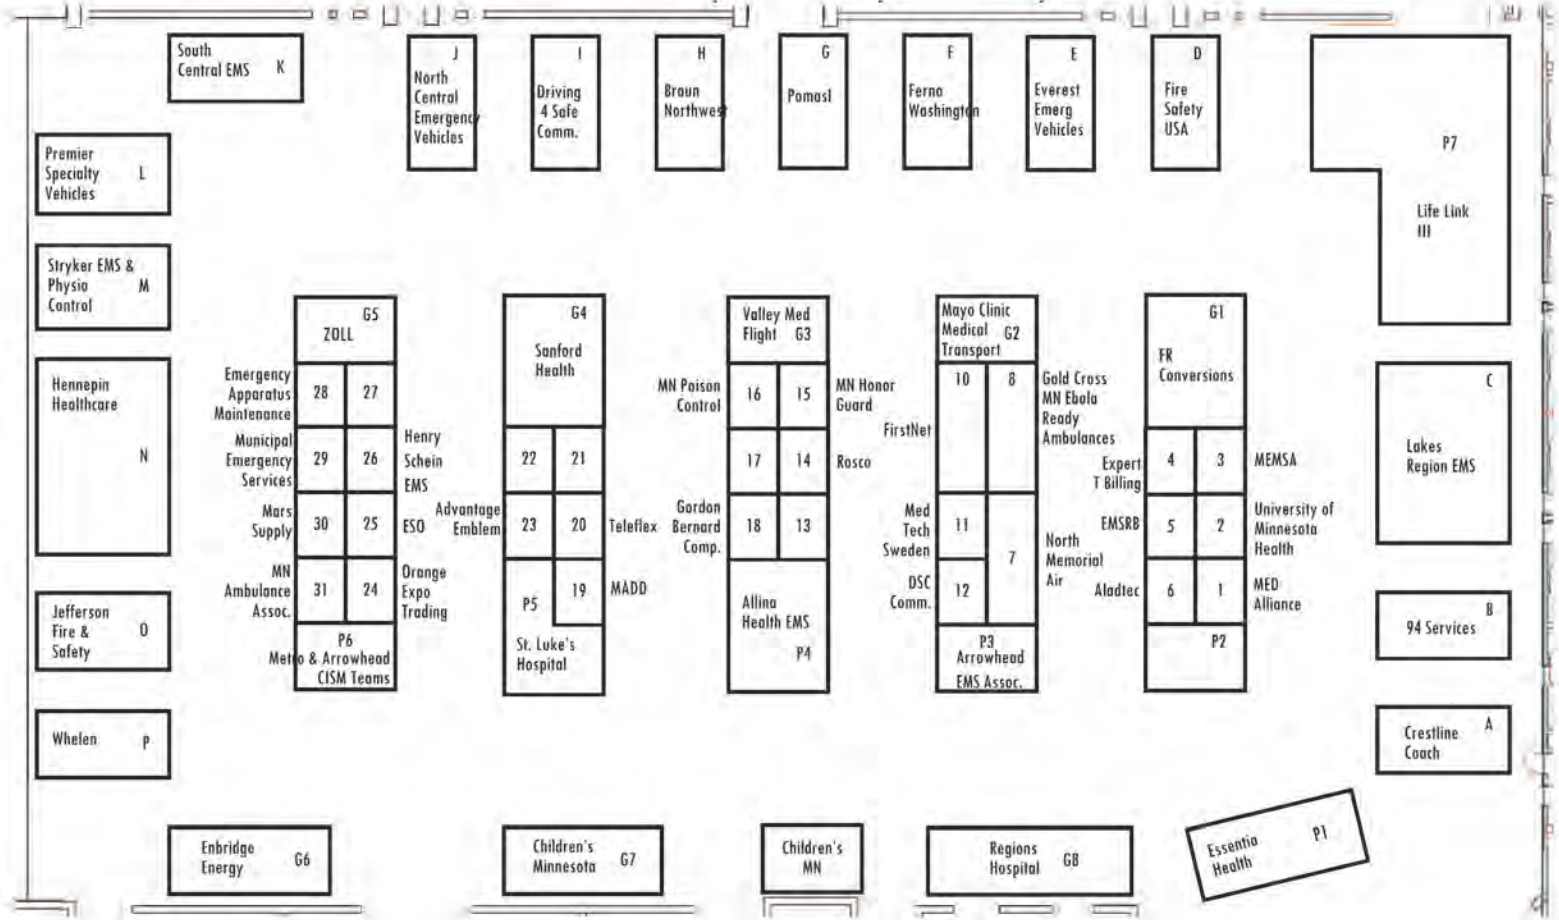 South
Central EMS K
J
North
Central
Emergency
Vehicles
I
Driving
4 Safe
Comm.
H
Braun
Northwest
G
Pomasl
F
Ferno
Washington
E
Everest
Emerg
Vehicles
D
Fire
Safety
USA
P7
Life Link
III
Premier
Specialty L
Vehicles
Stryker EMS &
Physio M
Control
Hennepin
Healthcare
N
Jefferson
Fire & O
Safety
Whelen P
G5
ZOLL
Emergency
Apparatus
Maintenance
28 27
Municipal
Emergency
Services
29 26
Henry
Schein
EMS
Mars
Supply
30 25
ESO
MN
Ambulance
Assoc.
31 24
Orange
Expo
Trading
P6
Metro & Arrowhead
CISM Teams
G4
Sanford
Health
22 21
Advantage
Emblem
23 20
Teleflex
P5
19
MADD
St. Luke's
Hospital
Valley Med
Flight G3
MN Poison
Control
16 15
MN Honor
Guard
17 14
Rosco
Gordon
Bernard
Comp.
18 13
Allina
Health EMS
P4
Mayo Clinic
Medical G2
Transport
10 8
FirstNet
Gold Cross
MN Ebola
Ready
Ambulances
Med
Tech
Sweden
11
7
North
Memorial
Air
DSC
Comm.
12
P3
Arrowhead
EMS Assoc.
G1
FR
Conversions
Expert
T Billing
4 3
MEMSA
EMSRB
5 2
University of
Minnesota
Health
Aladtec
6 1
MED
Alliance
P2
C
Lakes
Region EMS
B
94 Services
A
Crestline
Coach
Enbridge
Energy G6
Children's
Minnesota G7
Children's
MN
Regions
Hospital G8
Essentia
Health P1